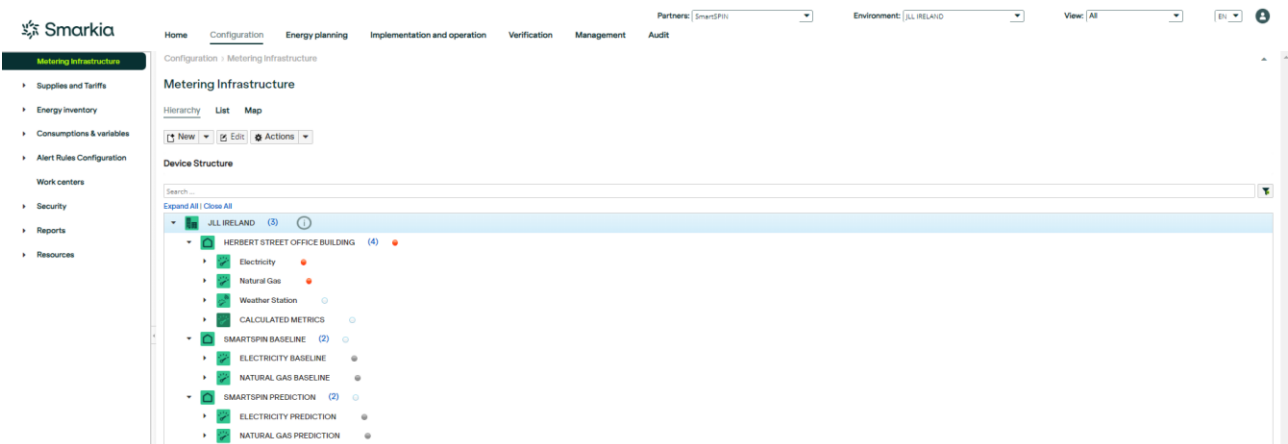 Smarkia
Partners: SmartSPIN Environment: JLL IRELAND View: All EN
Home Configuration Energy planning Implementation and operation Verification Management Audit
Metering Infrastructure
Supplies and Tariffs
Energy inventory
Consumptions & variables
Alert Rules Configuration
Work centers
Security
Reports
Resources
Configuration › Metering Infrastructure
Metering Infrastructure
Hierarchy List Map
New Edit Actions
Device Structure
Search ...
Expand All | Close All
JLL IRELAND (3)
HERBERT STREET OFFICE BUILDING (4)
Electricity
Natural Gas
Weather Station
CALCULATED METRICS
SMARTSPIN BASELINE (2)
ELECTRICITY BASELINE
NATURAL GAS BASELINE
SMARTSPIN PREDICTION (2)
ELECTRICITY PREDICTION
NATURAL GAS PREDICTION